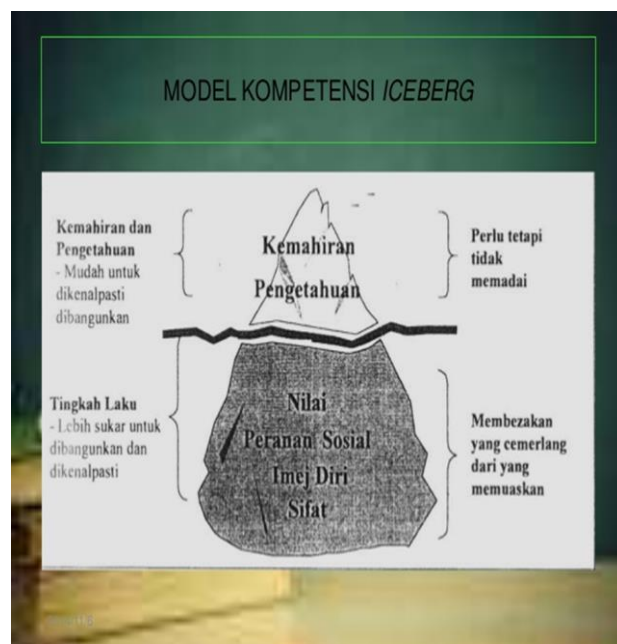 MODEL KOMPETENSI ICEBERG
Kemahiran dan
Pengetahuan
- Mudah untuk
dikenalpasti
dibangunkan
Kemahiran
Pengetahuan
Perlu tetapi
tidak
memadai
Tingkah Laku
- Lebih sukar untuk
dibangunkan dan
dikenalpasti
Nilai
Peranan Sosial
Imej Diri
Sifat
Membezakan
yang cemerlang
dari yang
memuaskan